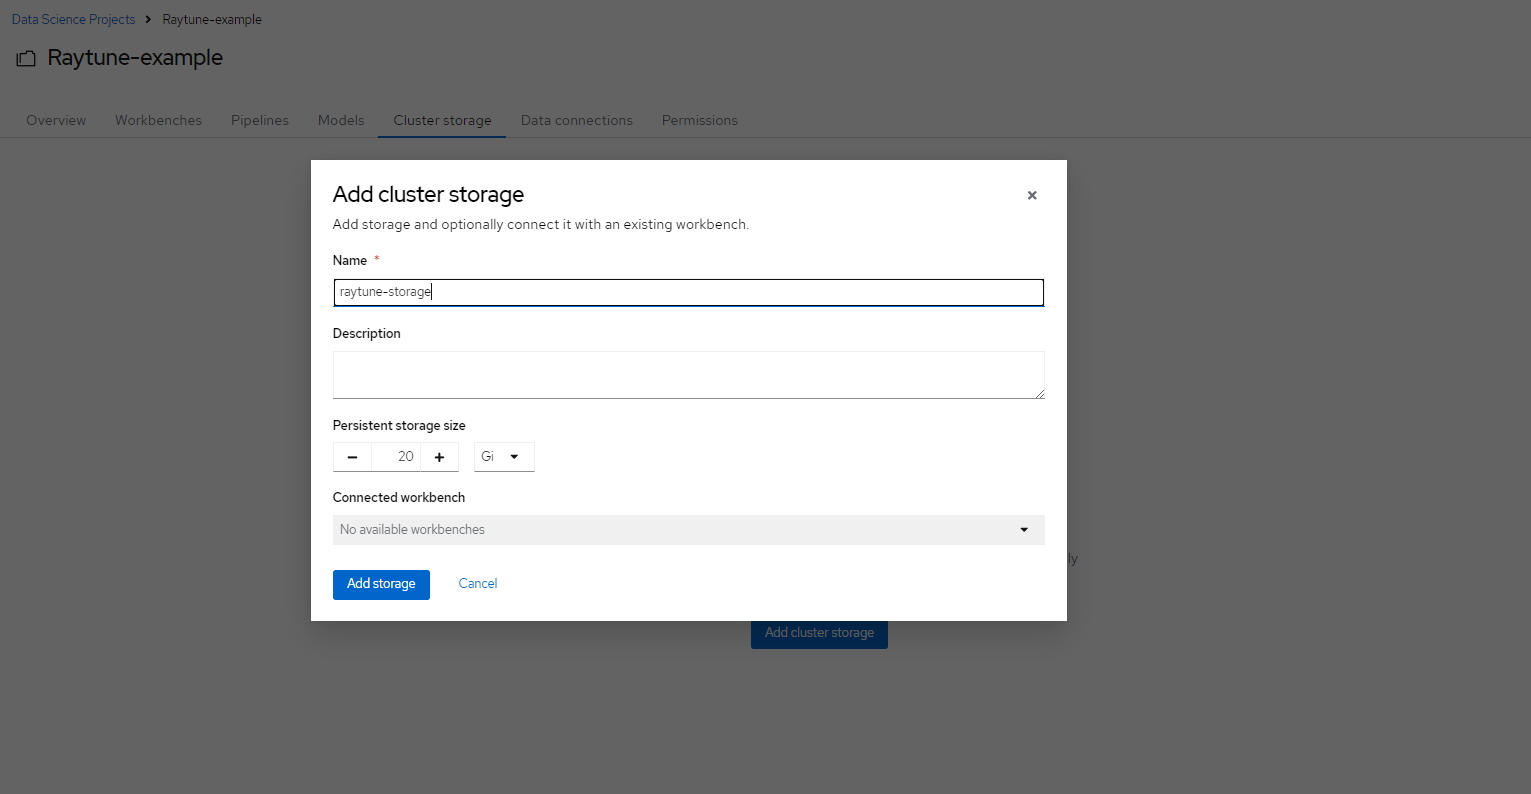 Data Science Projects > Raytune-example
Raytune-example
Overview Workbenches Pipelines Models Cluster storage Data connections Permissions
Add cluster storage
Add storage and optionally connect it with an existing workbench.
Name *
raytune-storage
Description
Persistent storage size
20 Gi
Connected workbench
No available workbenches
ly
Add storage Cancel
Add cluster storage